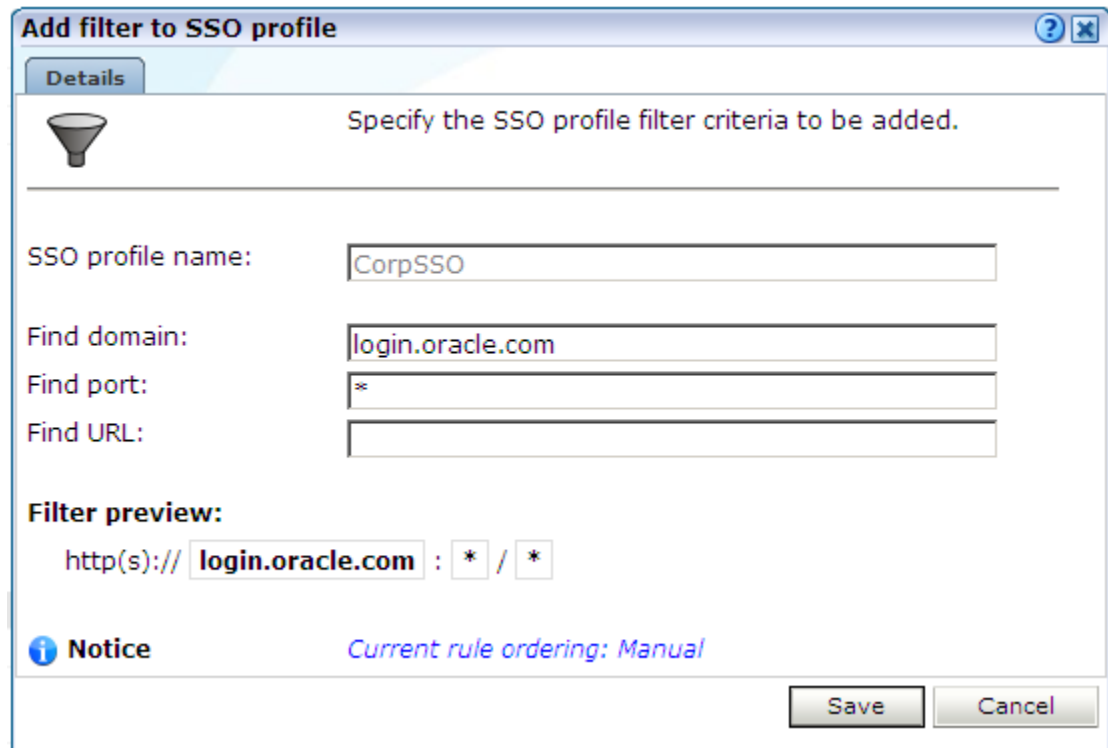 Add filter to SSO profile
?
Details
Specify the SSO profile filter criteria to be added.
SSO profile name: CorpSSO
Find domain: login.oracle.com
Find port: *
Find URL:
Filter preview:
http(s):// login.oracle.com : * / *
i Notice Current rule ordering: Manual
Save Cancel